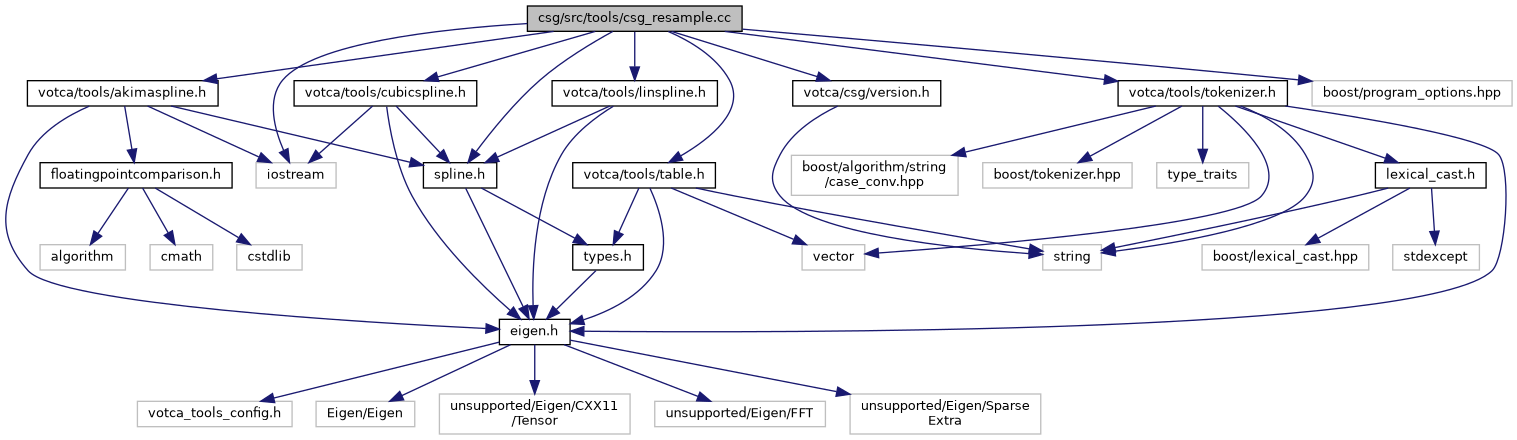 csg/src/tools/csg_resample.cc
votca/tools/akimaspline.h
votca/tools/cubicspline.h
votca/tools/linspline.h
votca/csg/version.h
votca/tools/tokenizer.h
boost/program_options.hpp
floatingpointcomparison.h
iostream
spline.h
votca/tools/table.h
boost/algorithm/string
/case_conv.hpp
boost/tokenizer.hpp
type_traits
lexical_cast.h
algorithm
cmath
cstdlib
types.h
vector
string
boost/lexical_cast.hpp
stdexcept
eigen.h
votca_tools_config.h
Eigen/Eigen
unsupported/Eigen/CXX11
/Tensor
unsupported/Eigen/FFT
unsupported/Eigen/Sparse
Extra